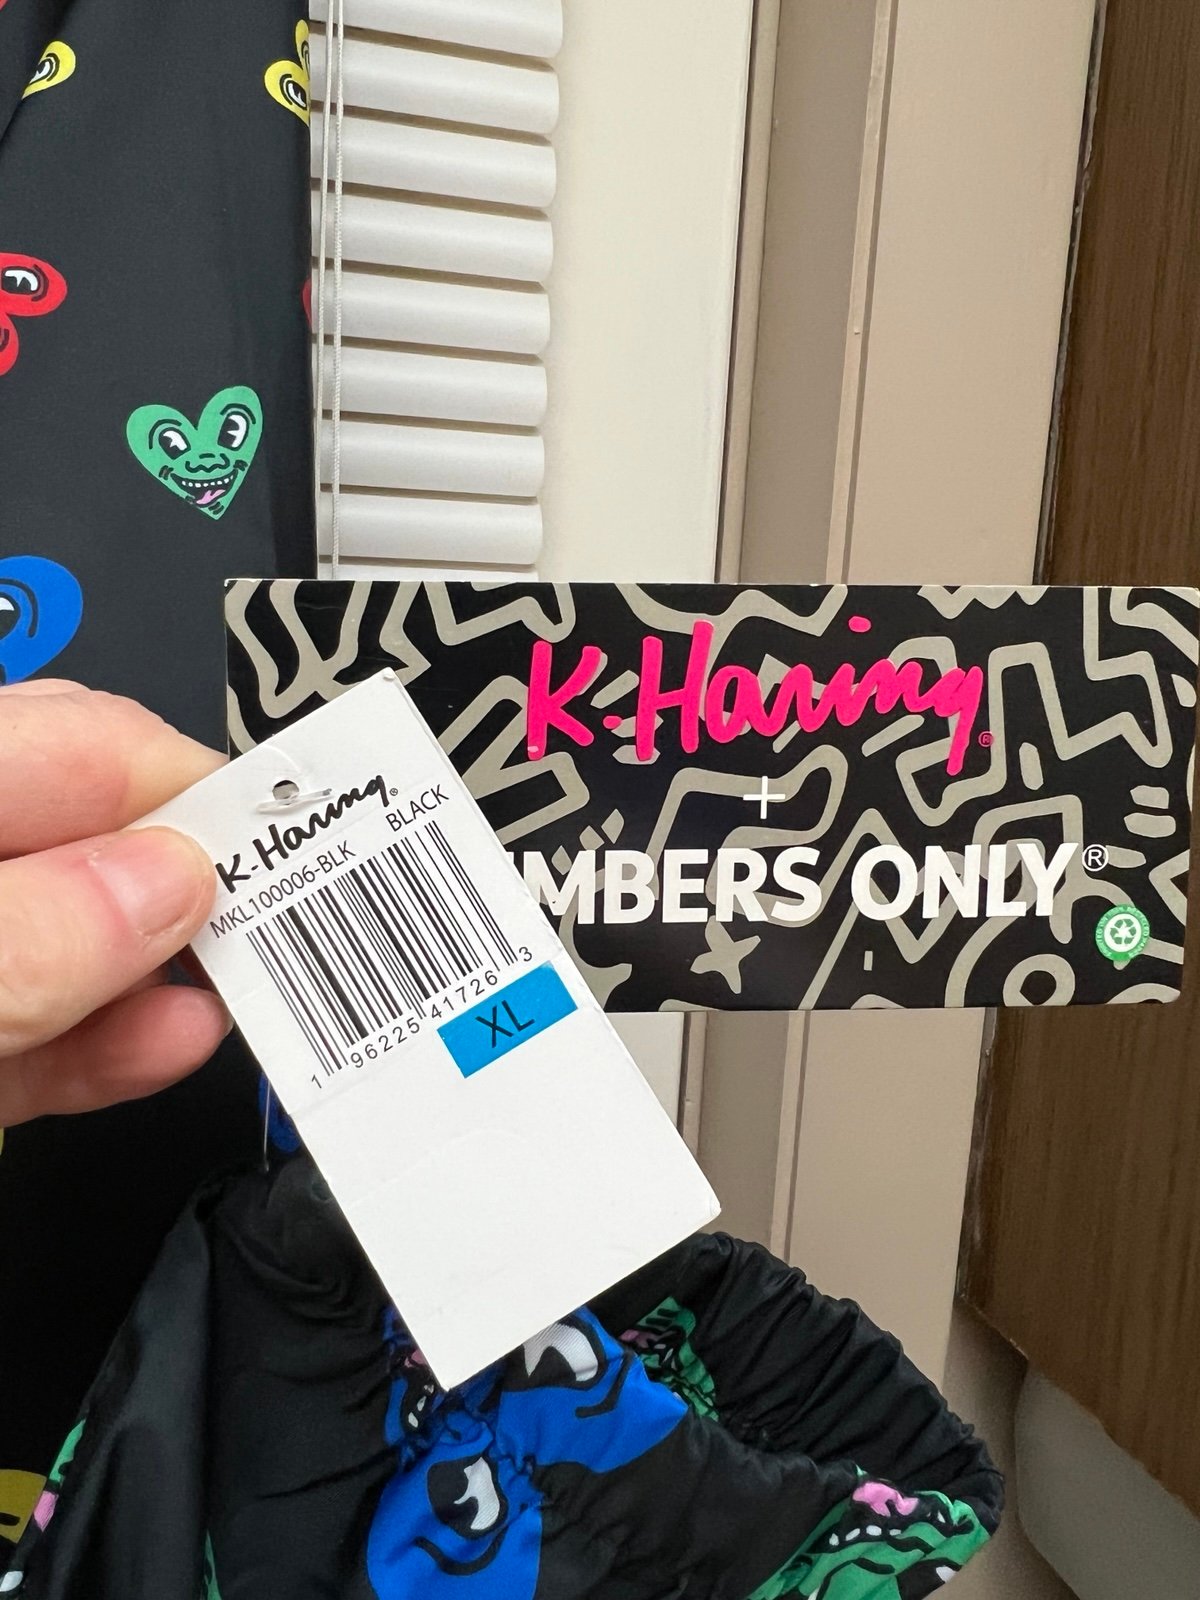 K.Haring®
+
MBERS ONLY®
K.Haring®
MKL100006-BLK BLACK
1 96225 41726 3
XL